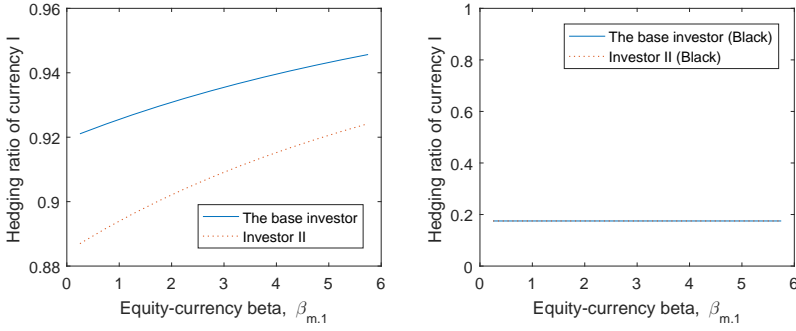 0.96
0.94
0.92
0.9
0.88
Hedging ratio of currency I
The base investor
Investor II
0 1 2 3 4 5 6
Equity-currency beta, β_{m,1}
1
0.8
0.6
0.4
0.2
0
Hedging ratio of currency I
The base investor (Black)
Investor II (Black)
0 1 2 3 4 5 6
Equity-currency beta, β_{m,1}